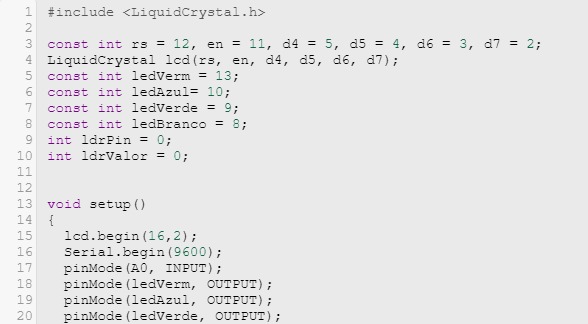 1 #include <LiquidCrystal.h>
2
3 const int rs = 12, en = 11, d4 = 5, d5 = 4, d6 = 3, d7 = 2;
4 LiquidCrystal lcd(rs, en, d4, d5, d6, d7);
5 const int ledVerm = 13;
6 const int ledAzul= 10;
7 const int ledVerde = 9;
8 const int ledBranco = 8;
9 int ldrPin = 0;
10 int ldrValor = 0;
11
12
13 void setup()
14 {
15 lcd.begin(16,2);
16 Serial.begin(9600);
17 pinMode(A0, INPUT);
18 pinMode(ledVerm, OUTPUT);
19 pinMode(ledAzul, OUTPUT);
20 pinMode(ledVerde, OUTPUT);